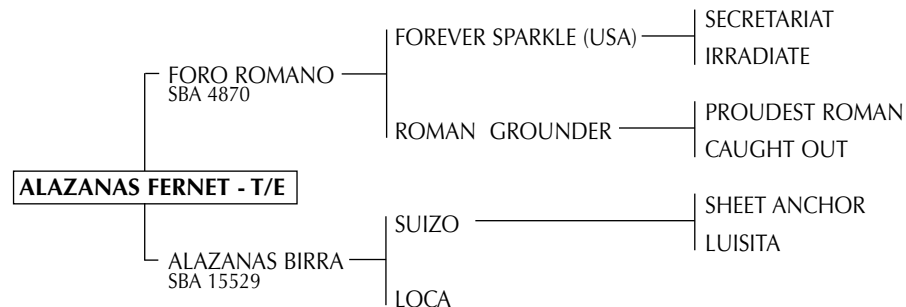 SECRETARIAT
FOREVER SPARKLE (USA)
IRRADIATE
FORO ROMANO
SBA 4870
PROUDEST ROMAN
ROMAN GROUNDER
CAUGHT OUT
ALAZANAS FERNET - T/E
SHEET ANCHOR
SUIZO
LUISITA
ALAZANAS BIRRA
SBA 15529
LOCA